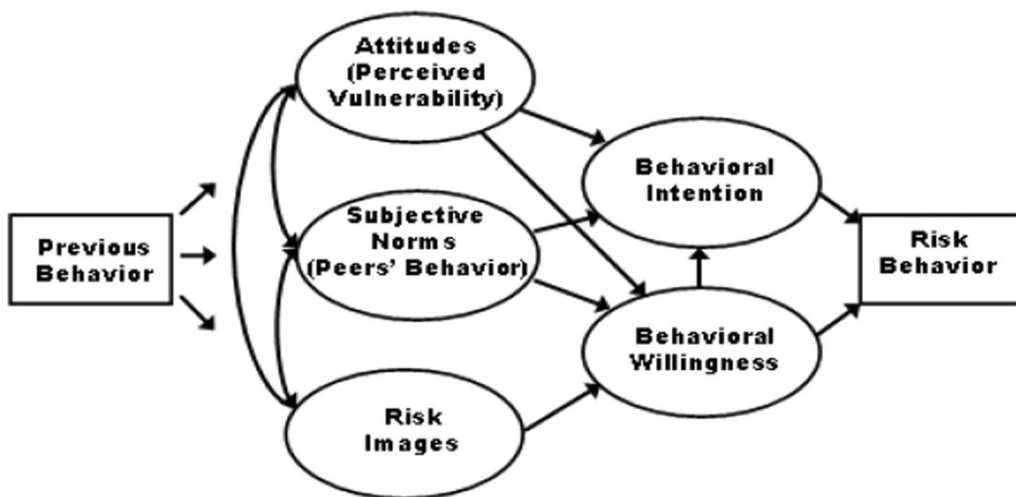 Previous
Behavior
Attitudes
(Perceived
Vulnerability)
Subjective
Norms
(Peers' Behavior)
Risk
Images
Behavioral
Intention
Behavioral
Willingness
Risk
Behavior